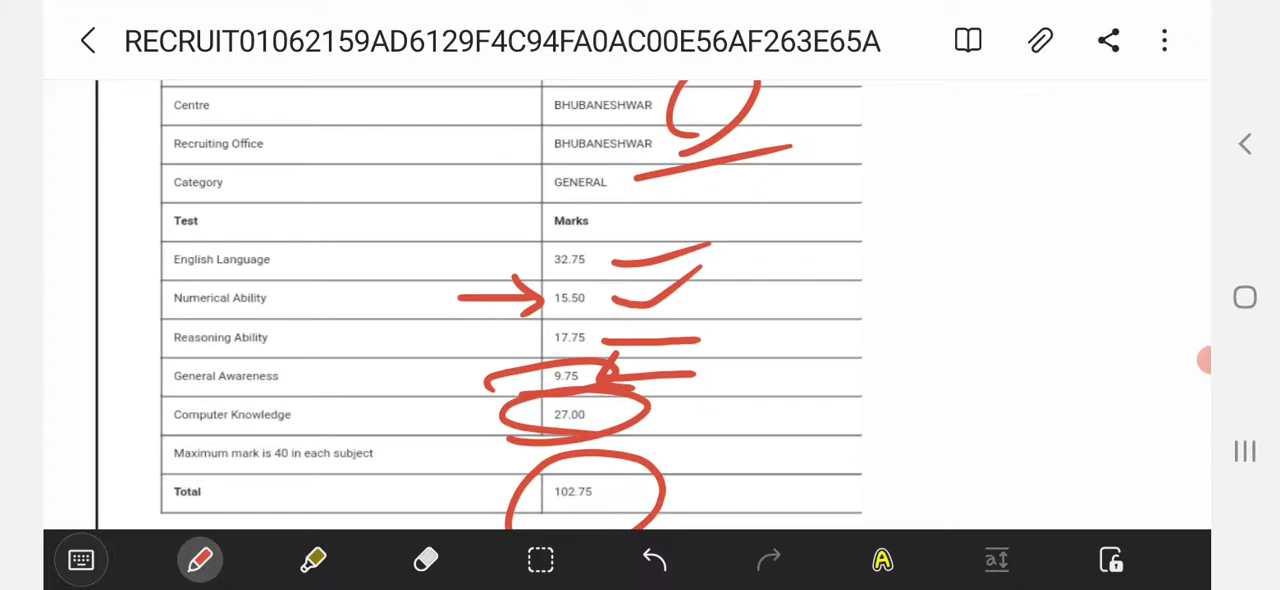 RECRUIT01062159AD6129F4C94FA0AC00E56AF263E65A
Centre BHUBANESHWAR
Recruiting Office BHUBANESHWAR
Category GENERAL
Test Marks
English Language 32.75
Numerical Ability 15.50
Reasoning Ability 17.75
General Awareness 9.75
Computer Knowledge 27.00
Maximum mark is 40 in each subject
Total 102.75
A
a